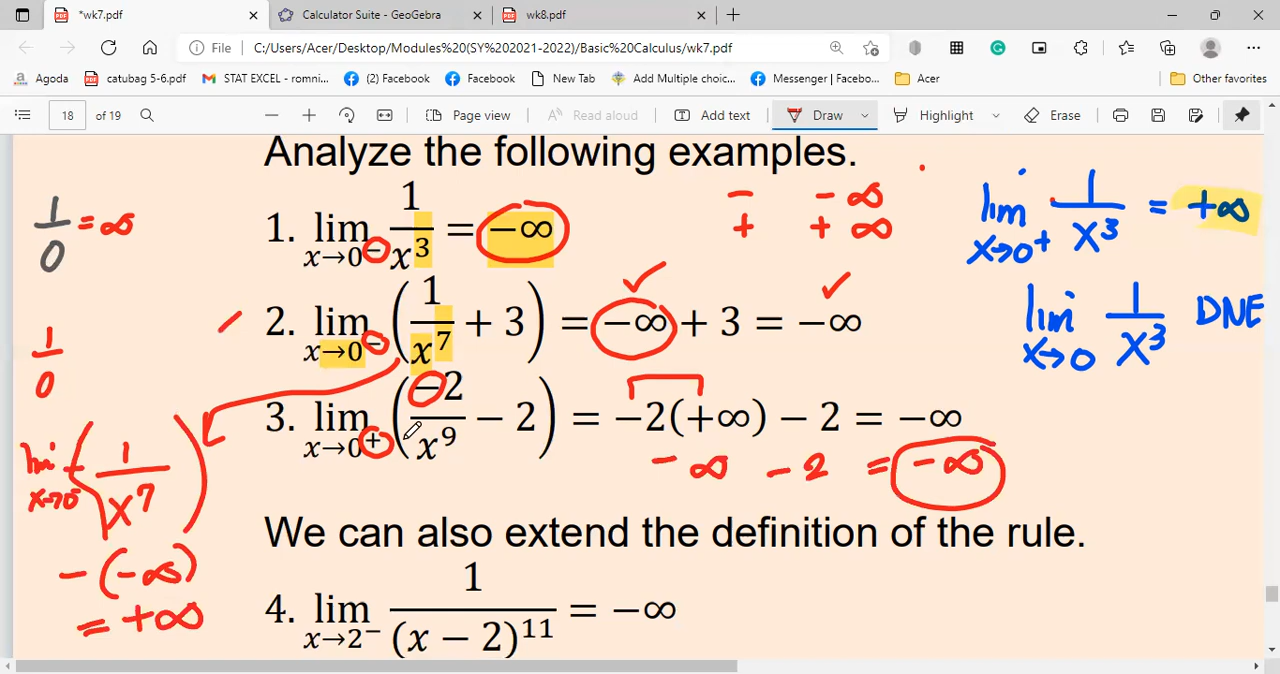 *wk7.pdf
Calculator Suite - GeoGebra
wk8.pdf
File
C:/Users/Acer/Desktop/Modules%20(SY%202021-2022)/Basic%20Calculus/wk7.pdf
Agoda
catubag 5-6.pdf
STAT EXCEL - romni...
(2) Facebook
Facebook
New Tab
Add Multiple choic...
Messenger | Facebo...
Acer
Other favorites
18 of 19
Page view
Read aloud
Add text
Draw
Highlight
Erase
Analyze the following examples.
1. lim x→0⁻ 1/x³ = −∞
2. lim x→0⁻ (1/x⁷ + 3) = −∞ + 3 = −∞
3. lim x→0⁺ (−2/x⁹ − 2) = −2(+∞) − 2 = −∞
− ∞ − 2 = − ∞
We can also extend the definition of the rule.
4. lim x→2⁻ 1/(x − 2)¹¹ = −∞
1/0 = ∞
1/0
lim x→0⁻ − (1/x⁷)
− (−∞)
= +∞
− − ∞
+ + ∞
lim x→0⁺ 1/x³ = +∞
lim x→0 1/x³ DNE